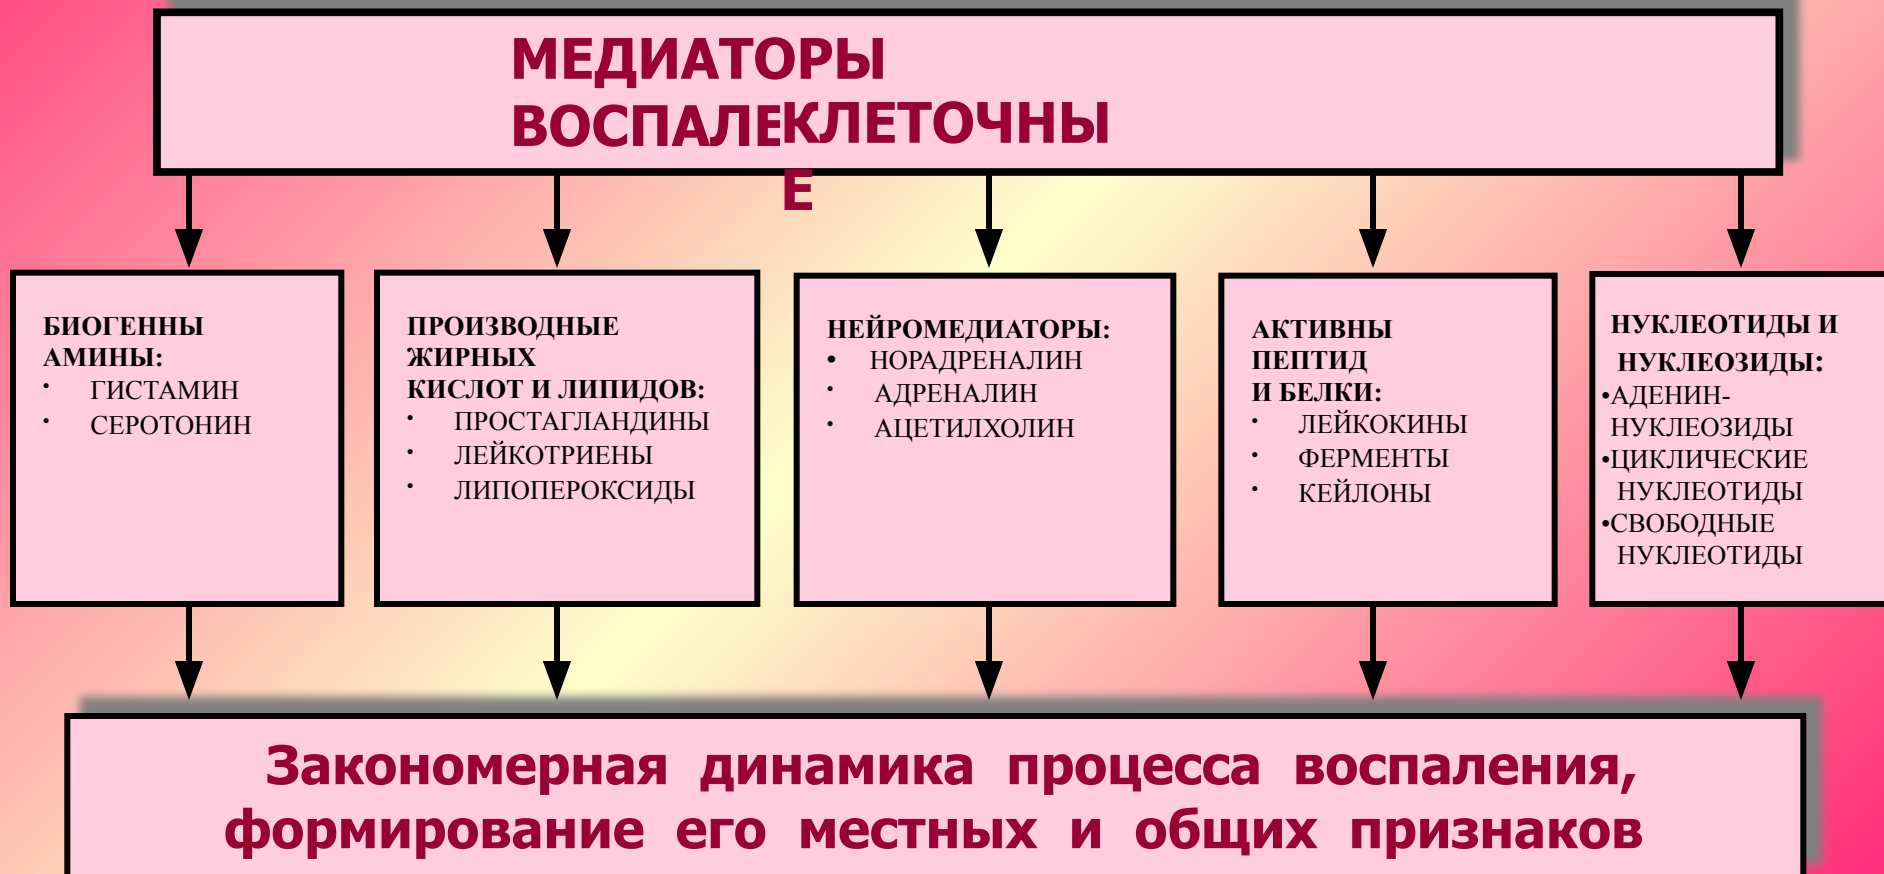 МЕДИАТОРЫ
ВОСПАЛЕ
КЛЕТОЧНЫ
Е
БИОГЕННЫ
АМИНЫ:
• ГИСТАМИН
• СЕРОТОНИН
ПРОИЗВОДНЫЕ
ЖИРНЫХ
КИСЛОТ И ЛИПИДОВ:
• ПРОСТАГЛАНДИНЫ
• ЛЕЙКОТРИЕНЫ
• ЛИПОПЕРОКСИДЫ
НЕЙРОМЕДИАТОРЫ:
• НОРАДРЕНАЛИН
• АДРЕНАЛИН
• АЦЕТИЛХОЛИН
АКТИВНЫ
ПЕПТИД
И БЕЛКИ:
• ЛЕЙКОКИНЫ
• ФЕРМЕНТЫ
• КЕЙЛОНЫ
НУКЛЕОТИДЫ И
НУКЛЕОЗИДЫ:
•АДЕНИН-
НУКЛЕОЗИДЫ
•ЦИКЛИЧЕСКИЕ
НУКЛЕОТИДЫ
•СВОБОДНЫЕ
НУКЛЕОТИДЫ
Закономерная динамика процесса воспаления,
формирование его местных и общих признаков